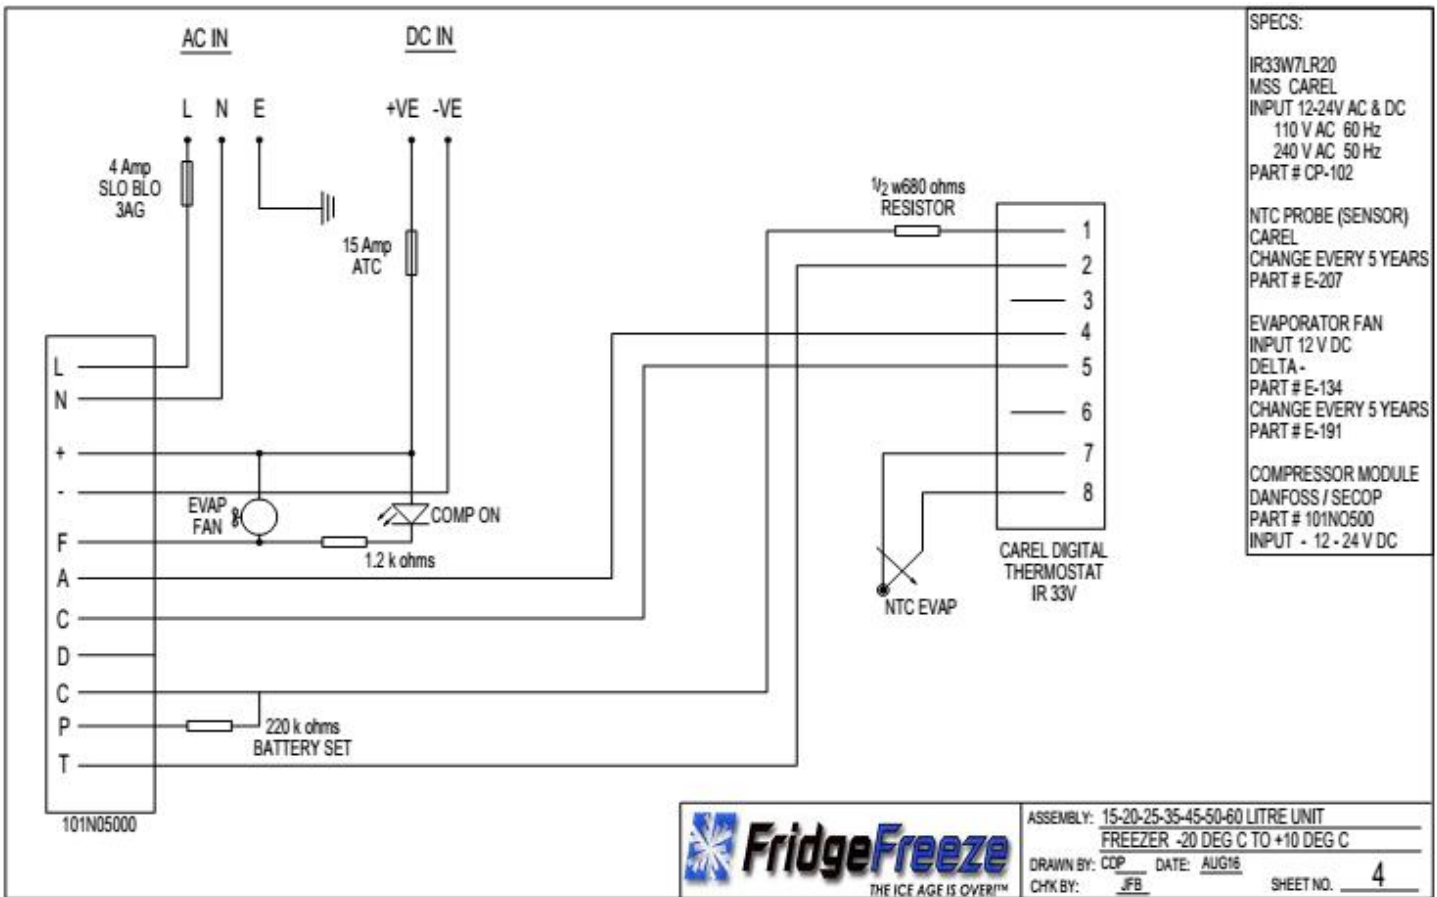 AC IN
DC IN
L N E
+VE -VE
4 Amp
SLO BLO
3AG
15 Amp
ATC
1/2 w680 ohms
RESISTOR
1
2
3
4
5
6
7
8
CAREL DIGITAL
THERMOSTAT
IR 33V
NTC EVAP
L
N
+
-
F
A
C
D
C
P
T
101N05000
EVAP
FAN
COMP ON
1.2 k ohms
220 k ohms
BATTERY SET
SPECS:
IR33W7LR20
MSS CAREL
INPUT 12-24V AC & DC
110 V AC 60 Hz
240 V AC 50 Hz
PART # CP-102
NTC PROBE (SENSOR)
CAREL
CHANGE EVERY 5 YEARS
PART # E-207
EVAPORATOR FAN
INPUT 12 V DC
DELTA -
PART # E-134
CHANGE EVERY 5 YEARS
PART # E-191
COMPRESSOR MODULE
DANFOSS / SECOP
PART # 101NO500
INPUT - 12 - 24 V DC
FridgeFreeze
THE ICE AGE IS OVER!™
ASSEMBLY: 15-20-25-35-45-50-60 LITRE UNIT
FREEZER -20 DEG C TO +10 DEG C
DRAWN BY: CDP DATE: AUG16
CH'K BY: JFB SHEET NO. 4